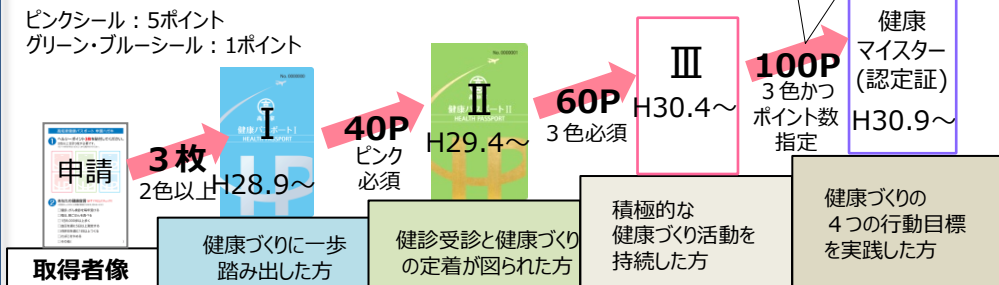 ピンクシール：5ポイント
グリーン・ブルーシール：1ポイント
申請
3枚
2色以上
No.0000000
Ⅰ
健康パスポートⅠ
HEALTH PASSPORT
H28.9～
40P
ピンク
必須
Ⅱ
健康パスポートⅡ
HEALTH PASSPORT
H29.4～
60P
3色必須
Ⅲ
H30.4～
100P
3色かつ
ポイント数
指定
健康
マイスター
(認定証)
H30.9～
取得者像
健康づくりに一歩
踏み出した方
健診受診と健康づくり
の定着が図られた方
積極的な
健康づくり活動を
持続した方
健康づくりの
４つの行動目標
を実践した方